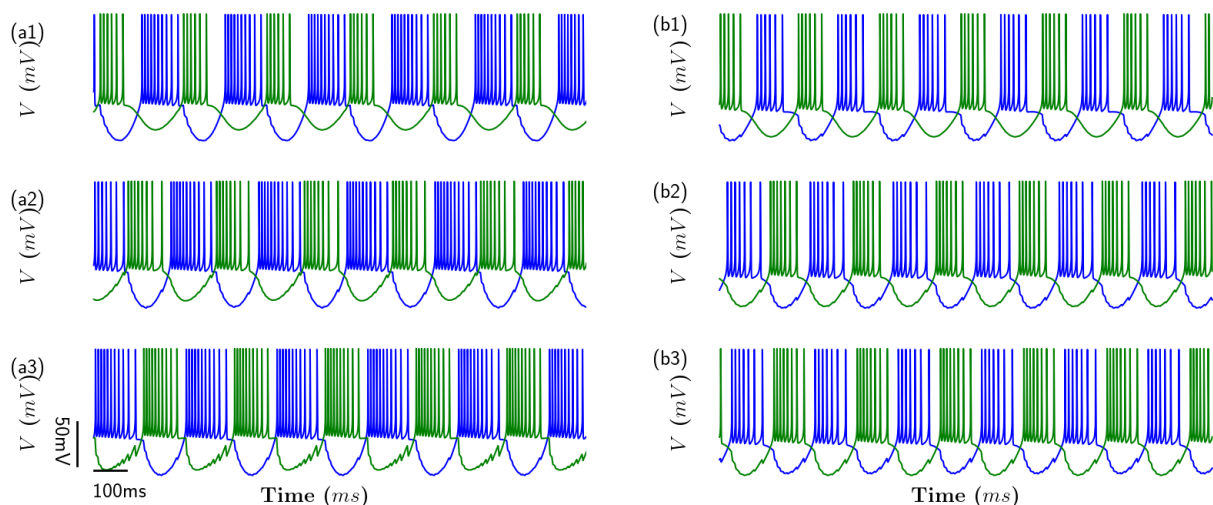 (a1)
V (mV)
(b1)
V (mV)
(a2)
V (mV)
(b2)
V (mV)
(a3)
V (mV)
50mV
100ms
Time (ms)
(b3)
V (mV)
Time (ms)